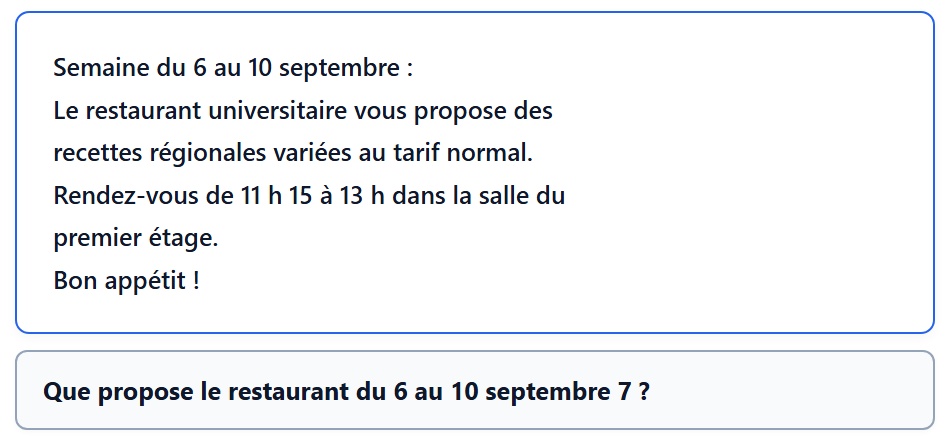 Semaine du 6 au 10 septembre :
Le restaurant universitaire vous propose des
recettes régionales variées au tarif normal.
Rendez-vous de 11 h 15 à 13 h dans la salle du
premier étage.
Bon appétit !
Que propose le restaurant du 6 au 10 septembre 7 ?